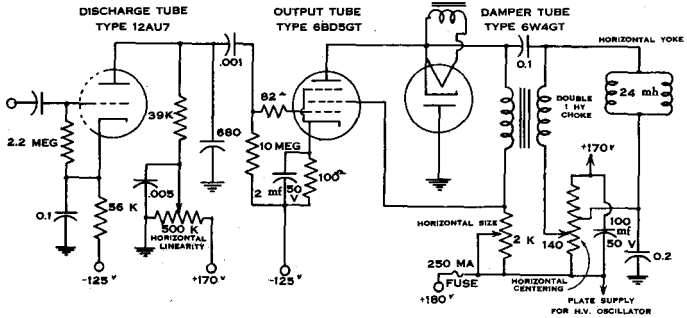 DISCHARGE TUBE
TYPE 12AU7
OUTPUT TUBE
TYPE 6BD5GT
DAMPER TUBE
TYPE 6W4GT
HORIZONTAL YOKE
.001
0.1
82 Ω
39K
24 mh
DOUBLE
1 HY
CHOKE
2.2 MEG
680
10 MEG
100Ω
+170V
2 mf 50
V
.005
56 K
0.1
500 K
HORIZONTAL
LINEARITY
HORIZONTAL SIZE
2 K
140
100
mf
50 V
0.2
250 MA
FUSE
HORIZONTAL
CENTERING
-125V
+170V
-125V
+180V
PLATE SUPPLY
FOR H.V. OSCILLATOR